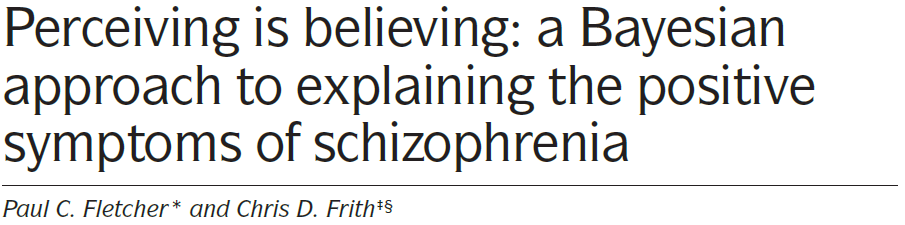 Perceiving is believing: a Bayesian
approach to explaining the positive
symptoms of schizophrenia
Paul C. Fletcher* and Chris D. Frith‡§